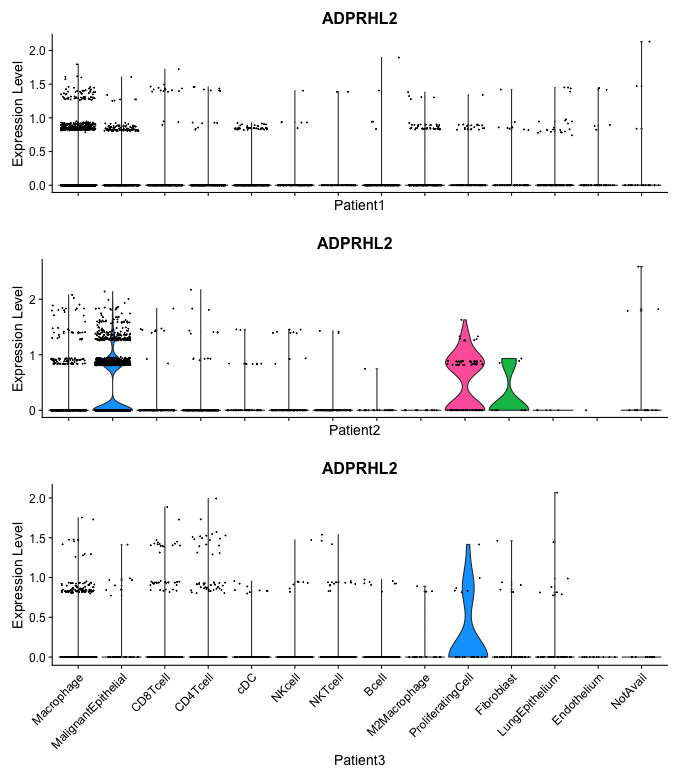 ADPRHL2
Expression Level
2.0
1.5
1.0
0.5
0.0
Patient1
ADPRHL2
Expression Level
2
1
0
Patient2
ADPRHL2
Expression Level
2.0
1.5
1.0
0.5
0.0
Macrophage
MalignantEpithelial
CD8Tcell
CD4Tcell
cDC
NKcell
NKTcell
Bcell
M2Macrophage
ProliferatingCell
Fibroblast
LungEpithelium
Endothelium
NotAvail
Patient3